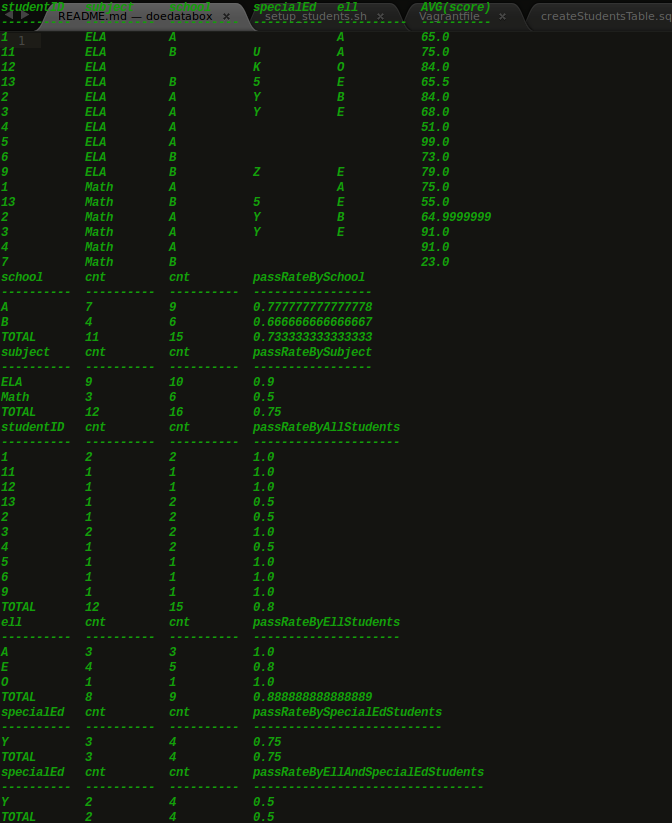 README.md — doedatabox × setup_students.sh × Vagrantfile × createStudentsTable.sq
studentID subject school specialEd ell AVG(score)
---------- ---------- ---------- ---------- ---------- ----------
1
1 ELA A A 65.0
11 ELA B U A 75.0
12 ELA K O 84.0
13 ELA B 5 E 65.5
2 ELA A Y B 84.0
3 ELA A Y E 68.0
4 ELA A 51.0
5 ELA A 99.0
6 ELA B 73.0
9 ELA B Z E 79.0
1 Math A A 75.0
13 Math B 5 E 55.0
2 Math A Y B 64.9999999
3 Math A Y E 91.0
4 Math A 91.0
7 Math B 23.0
school cnt cnt passRateBySchool
---------- ---------- ---------- -----------------
A 7 9 0.777777777777778
B 4 6 0.666666666666667
TOTAL 11 15 0.733333333333333
subject cnt cnt passRateBySubject
---------- ---------- ---------- -----------------
ELA 9 10 0.9
Math 3 6 0.5
TOTAL 12 16 0.75
studentID cnt cnt passRateByAllStudents
---------- ---------- ---------- ---------------------
1 2 2 1.0
11 1 1 1.0
12 1 1 1.0
13 1 2 0.5
2 1 2 0.5
3 2 2 1.0
4 1 2 0.5
5 1 1 1.0
6 1 1 1.0
9 1 1 1.0
TOTAL 12 15 0.8
ell cnt cnt passRateByEllStudents
---------- ---------- ---------- ---------------------
A 3 3 1.0
E 4 5 0.8
O 1 1 1.0
TOTAL 8 9 0.888888888888889
specialEd cnt cnt passRateBySpecialEdStudents
---------- ---------- ---------- ---------------------------
Y 3 4 0.75
TOTAL 3 4 0.75
specialEd cnt cnt passRateByEllAndSpecialEdStudents
---------- ---------- ---------- ---------------------------------
Y 2 4 0.5
TOTAL 2 4 0.5